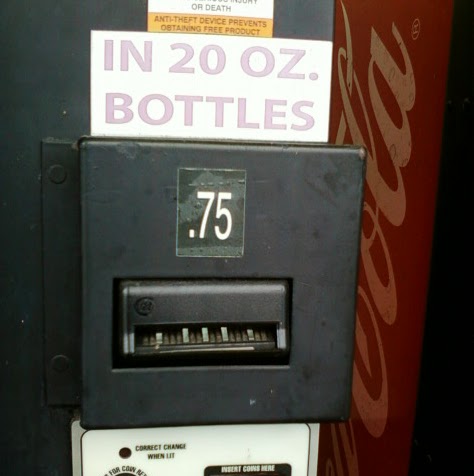 OR DEATH
ANTI-THEFT DEVICE PREVENTS
OBTAINING FREE PRODUCT
IN 20 OZ.
BOTTLES
.75
Cola®
CORRECT CHANGE
WHEN LIT
INSERT COINS HERE